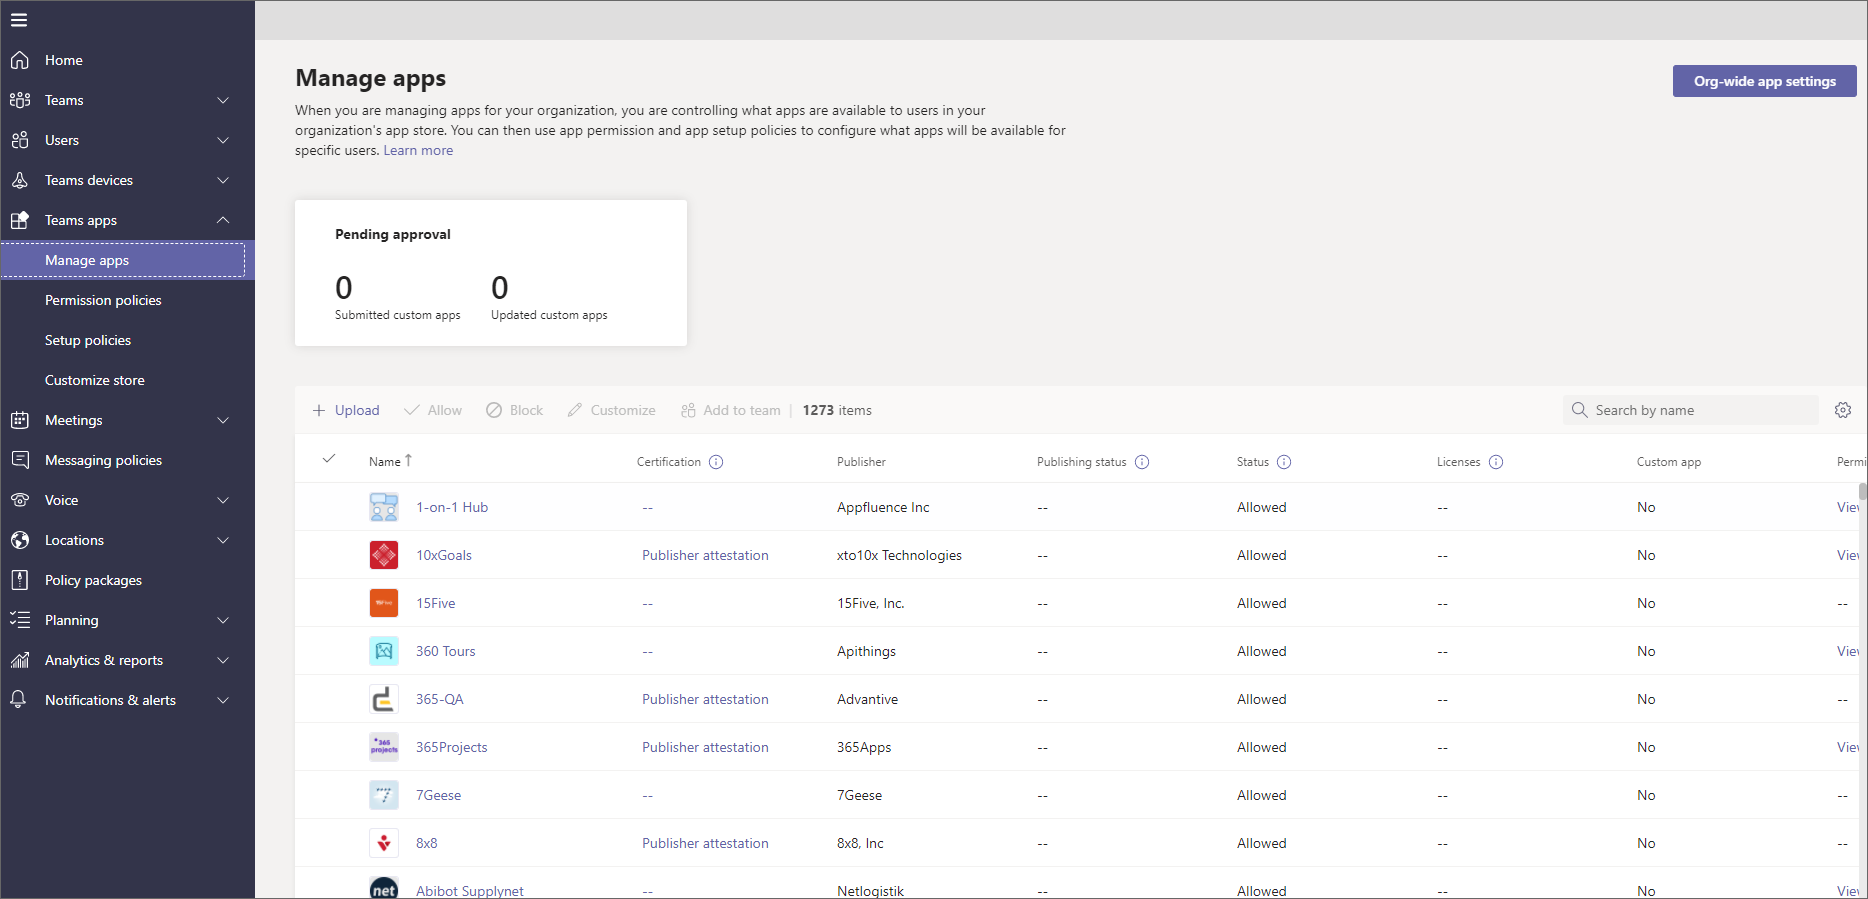 Home
Teams
Users
Teams devices
Teams apps
Manage apps
Permission policies
Setup policies
Customize store
Meetings
Messaging policies
Voice
Locations
Policy packages
Planning
Analytics & reports
Notifications & alerts
Manage apps
Org-wide app settings
When you are managing apps for your organization, you are controlling what apps are available to users in your
organization's app store. You can then use app permission and app setup policies to configure what apps will be available for
specific users. Learn more
Pending approval
0 0
Submitted custom apps Updated custom apps
Upload Allow Block Customize Add to team | 1273 items Search by name
Name ↑ Certification Publisher Publishing status Status Licenses Custom app Permi
1-on-1 Hub -- Appfluence Inc -- Allowed -- No View
10xGoals Publisher attestation xto10x Technologies -- Allowed -- No View
15Five -- 15Five, Inc. -- Allowed -- No --
360 Tours -- Apithings -- Allowed -- No View
365-QA Publisher attestation Advantive -- Allowed -- No --
365 projects 365Projects Publisher attestation 365Apps -- Allowed -- No View
7Geese -- 7Geese -- Allowed -- No --
8x8 Publisher attestation 8x8, Inc -- Allowed -- No --
net Abibot Supplynet -- Netlogistik -- Allowed -- No View